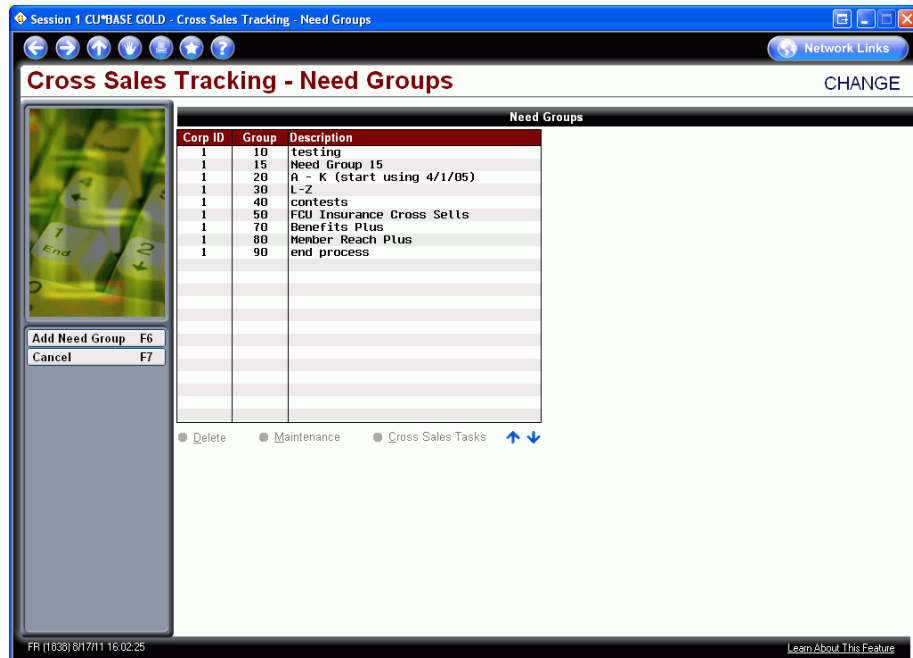 Session 1 CU*BASE GOLD - Cross Sales Tracking - Need Groups
Network Links
Cross Sales Tracking - Need Groups
CHANGE
Need Groups
Corp ID Group Description
1 10 testing
1 15 Need Group 15
1 20 A - K (start using 4/1/05)
1 30 L-Z
1 40 contests
1 50 FCU Insurance Cross Sells
1 70 Benefits Plus
1 80 Member Reach Plus
1 90 end process
Add Need Group F6
Cancel F7
Delete Maintenance Cross Sales Tasks
FR (1838) 8/17/11 16:02:25
Learn About This Feature